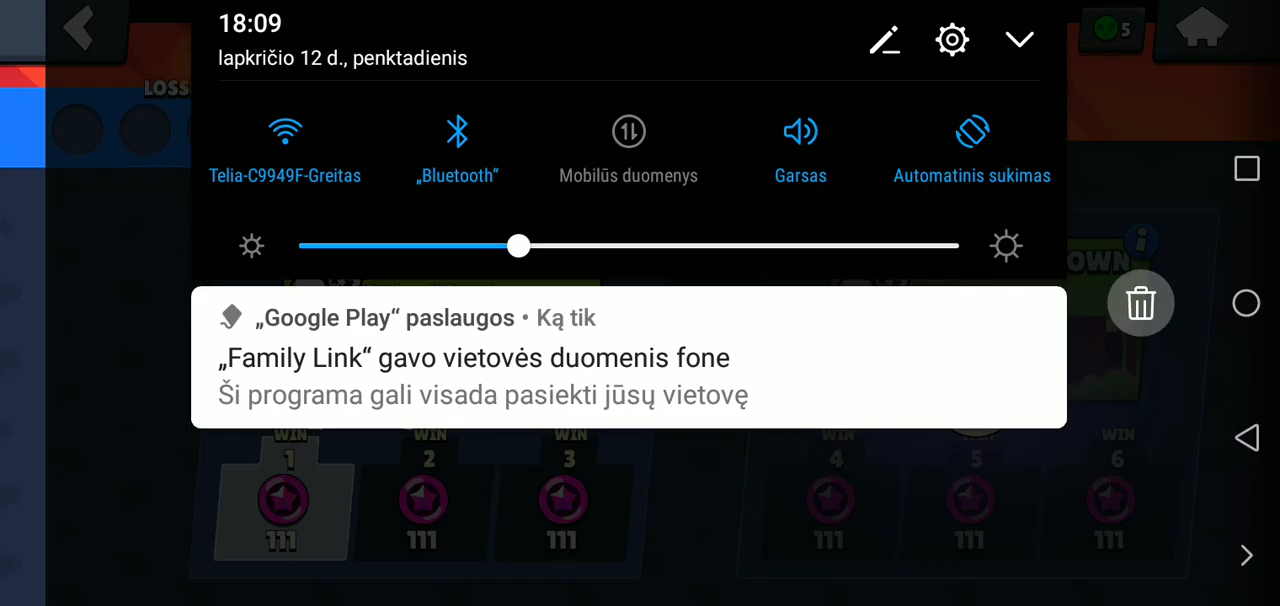 18:09
lapkričio 12 d., penktadienis
5
LOSS
Telia-C9949F-Greitas
„Bluetooth“
Mobilūs duomenys
Garsas
Automatinis sukimas
OWN
„Google Play“ paslaugos • Ką tik
„Family Link“ gavo vietovės duomenis fone
Ši programa gali visada pasiekti jūsų vietovę
WIN WIN WIN WIN WIN
1 2 3 4 5 6
111 111 111 111 111 111